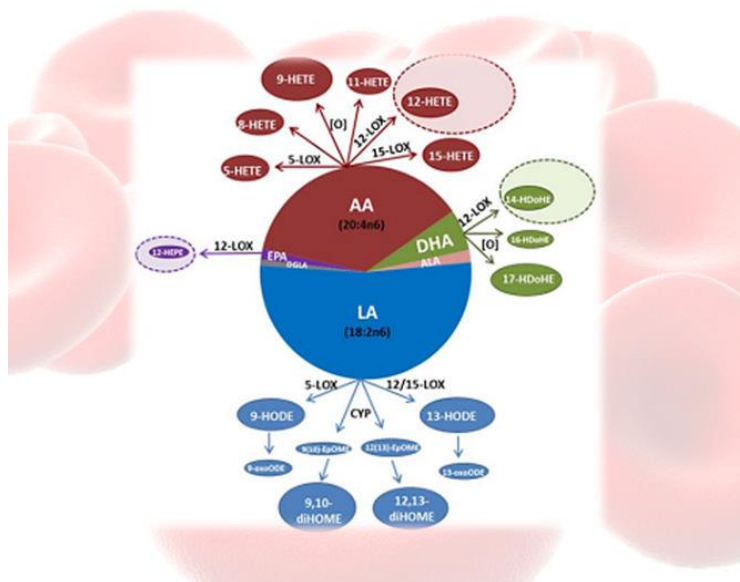 9-HETE
11-HETE
12-HETE
8-HETE
[O]
12-LOX
5-LOX
15-LOX
15-HETE
5-HETE
AA
(20:4n6)
12-LOX
14-HDoHE
DHA
[O]
16-HDoHE
12-LOX
12-HEPE
EPA
DGLA
ALA
17-HDoHE
LA
(18:2n6)
5-LOX
12/15-LOX
9-HODE
CYP
13-HODE
9(10)-EpOME
12(13)-EpOME
9-oxoODE
13-oxoODE
9,10-
diHOME
12,13-
diHOME